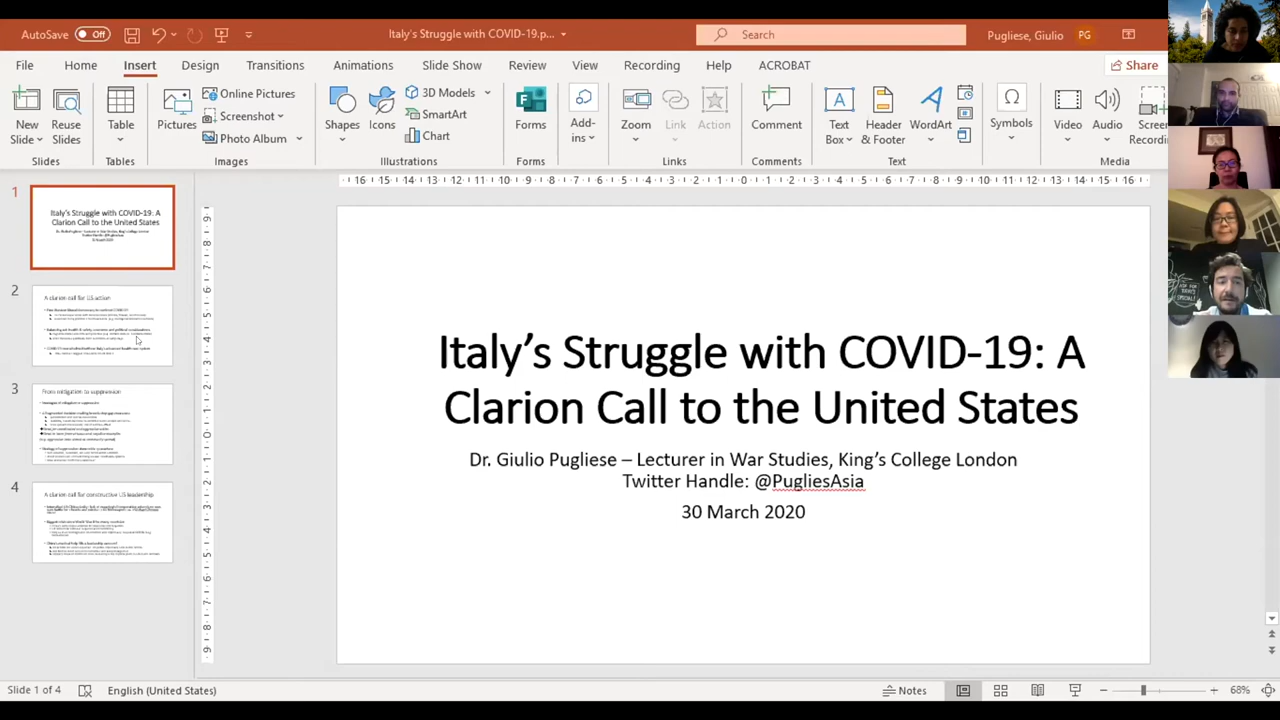 AutoSave
Off
Italy's Struggle with COVID-19.p...
Search
Pugliese, Giulio
PG
File
Home
Insert
Design
Transitions
Animations
Slide Show
Review
View
Recording
Help
ACROBAT
Share
New
Slide
Reuse
Slides
Slides
Table
Tables
Pictures
Online Pictures
Screenshot
Photo Album
Images
Shapes
Icons
3D Models
SmartArt
Chart
Illustrations
Forms
Forms
Add-
ins
Zoom
Link
Action
Links
Comment
Comments
Text
Box
Header
& Footer
WordArt
Text
Symbols
Video
Audio
Screen
Recording
Media
1
Italy's Struggle with COVID-19: A
Clarion Call to the United States
2
A clarion call for US action
3
From mitigation to suppression
4
A clarion call for constructive US leadership
Italy's Struggle with COVID-19: A
Clarion Call to the United States
Dr. Giulio Pugliese – Lecturer in War Studies, King's College London
Twitter Handle: @PugliesAsia
30 March 2020
Slide 1 of 4
English (United States)
Notes
68%